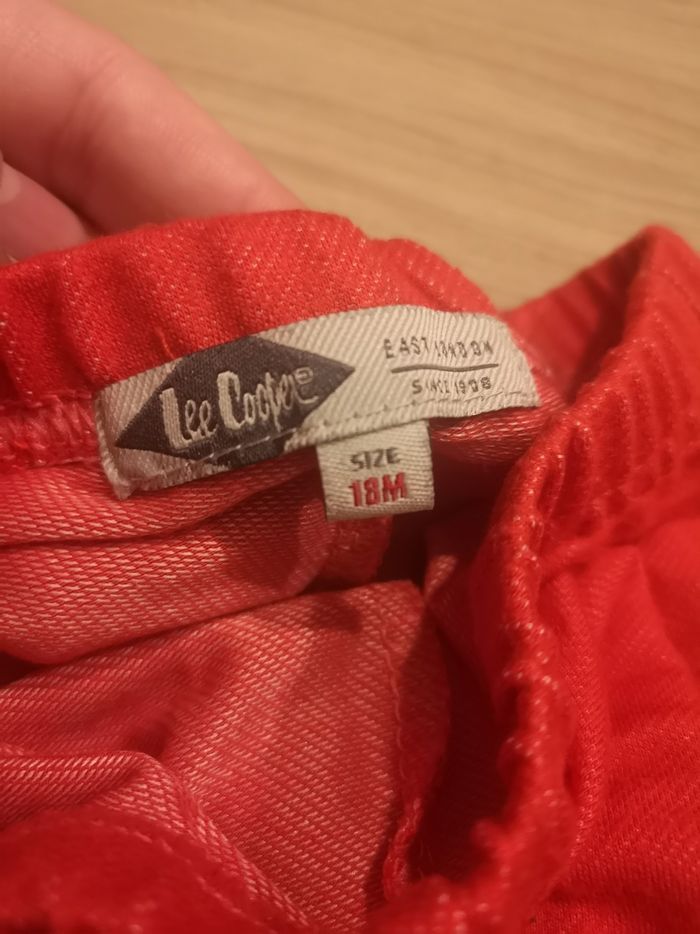 Lee Cooper®
EAST LONDON
SINCE 1908
SIZE
18M